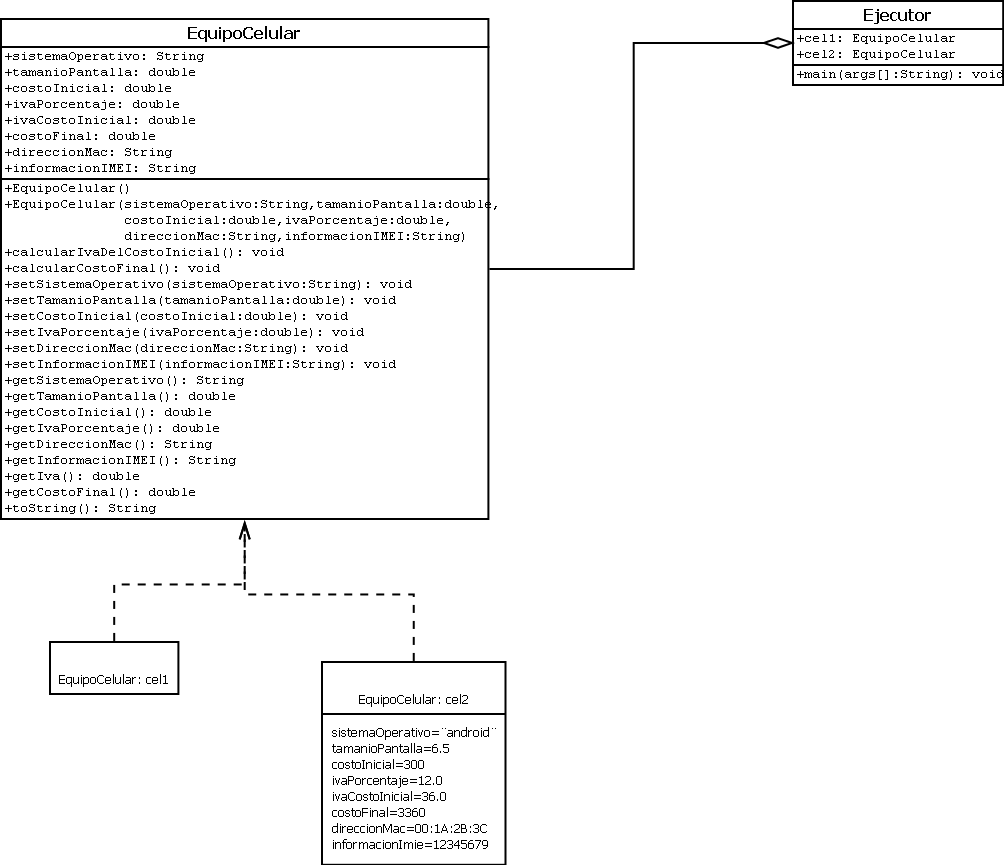 EquipoCelular
+sistemaOperativo: String
+tamanioPantalla: double
+costoInicial: double
+ivaPorcentaje: double
+ivaCostoInicial: double
+costoFinal: double
+direccionMac: String
+informacionIMEI: String
+EquipoCelular()
+EquipoCelular(sistemaOperativo:String,tamanioPantalla:double,
costoInicial:double,ivaPorcentaje:double,
direccionMac:String,informacionIMEI:String)
+calcularIvaDelCostoInicial(): void
+calcularCostoFinal(): void
+setSistemaOperativo(sistemaOperativo:String): void
+setTamanioPantalla(tamanioPantalla:double): void
+setCostoInicial(costoInicial:double): void
+setIvaPorcentaje(ivaPorcentaje:double): void
+setDireccionMac(direccionMac:String): void
+setInformacionIMEI(informacionIMEI:String): void
+getSistemaOperativo(): String
+getTamanioPantalla(): double
+getCostoInicial(): double
+getIvaPorcentaje(): double
+getDireccionMac(): String
+getInformacionIMEI(): String
+getIva(): double
+getCostoFinal(): double
+toString(): String
Ejecutor
+cel1: EquipoCelular
+cel2: EquipoCelular
+main(args[]:String): void
EquipoCelular: cel1
EquipoCelular: cel2
sistemaOperativo=¨android¨
tamanioPantalla=6.5
costoInicial=300
ivaPorcentaje=12.0
ivaCostoInicial=36.0
costoFinal=3360
direccionMac=00:1A:2B:3C
informacionImie=12345679